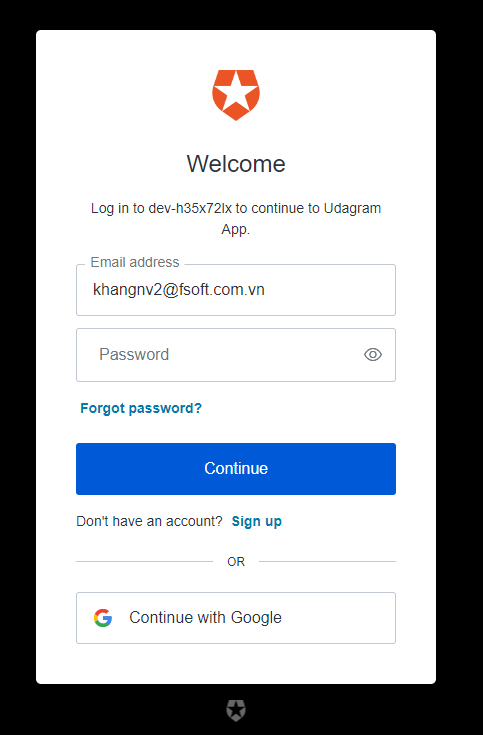 Welcome
Log in to dev-h35x72lx to continue to Udagram
App.
Email address
khangnv2@fsoft.com.vn
Password
Forgot password?
Continue
Don't have an account? Sign up
OR
Continue with Google